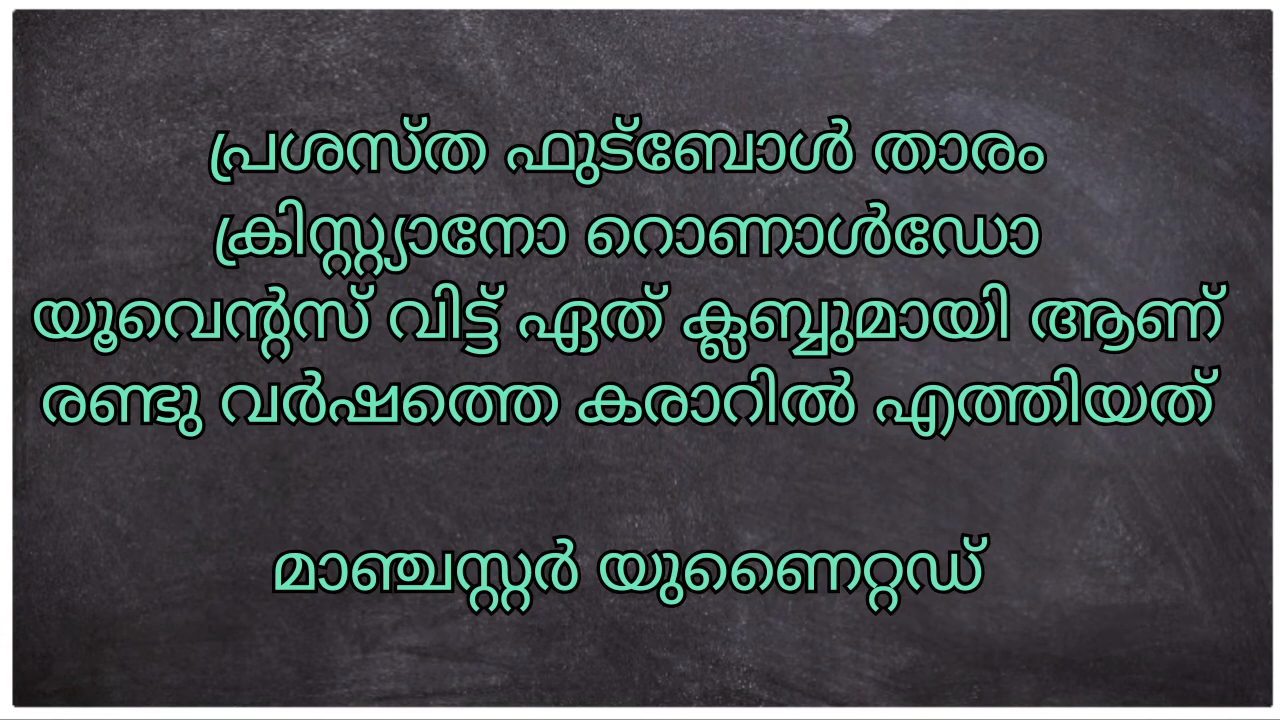 പ്രശസ്ത ഫുട്ബോൾ താരം
ക്രിസ്റ്റ്യാനോ റൊണാൾഡോ
യൂവെന്റസ് വിട്ട് ഏത് ക്ലബ്ബുമായി ആണ്
രണ്ടു വർഷത്തെ കരാറിൽ എത്തിയത്
മാഞ്ചസ്റ്റർ യുണൈറ്റഡ്